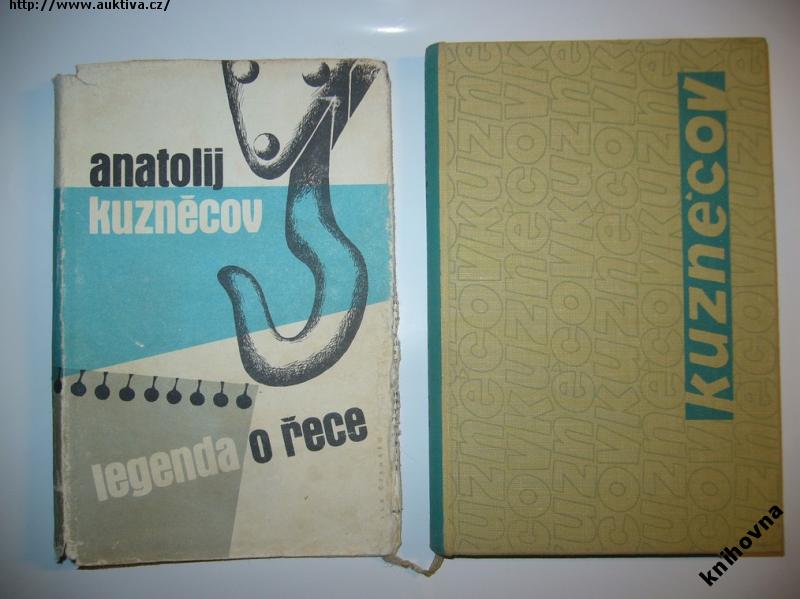 http://www.auktiva.cz/
anatolij
kuzněcov
legenda o řece
kuzněcov
knihovna